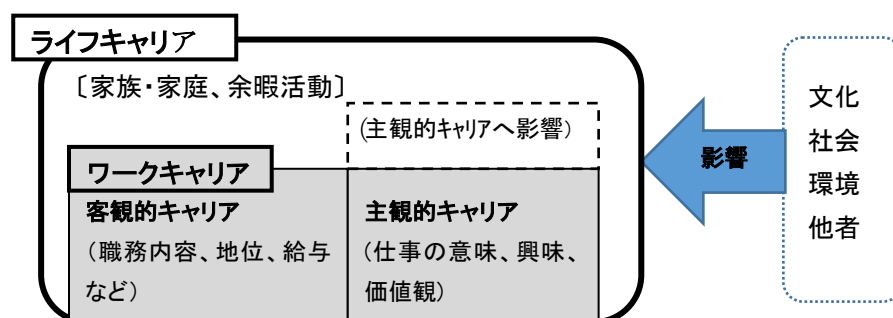 ライフキャリア
〔家族・家庭、余暇活動〕
(主観的キャリアへ影響)
ワークキャリア
客観的キャリア
(職務内容、地位、給与
など)
主観的キャリア
(仕事の意味、興味、
価値観)
影響
文化
社会
環境
他者